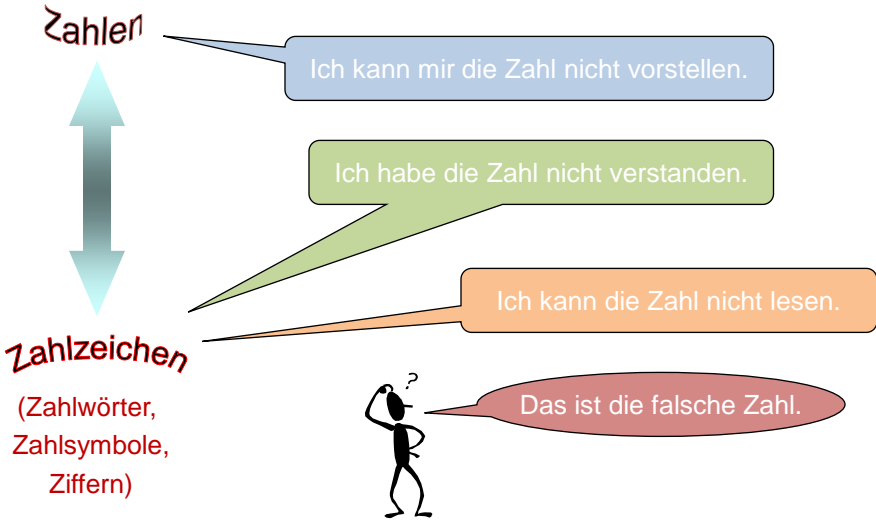 Zahlen
Ich kann mir die Zahl nicht vorstellen.
Ich habe die Zahl nicht verstanden.
Ich kann die Zahl nicht lesen.
Zahlzeichen
(Zahlwörter,
Zahlsymbole,
Ziffern)
?
Das ist die falsche Zahl.